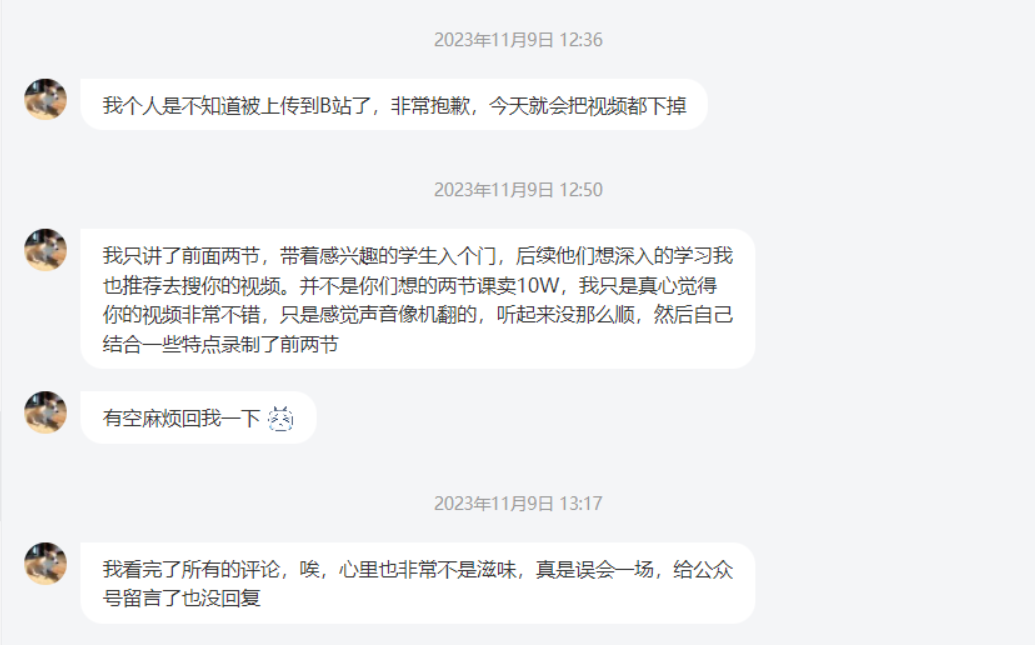 2023年11月9日 12:36
我个人是不知道被上传到B站了，非常抱歉，今天就会把视频都下掉
2023年11月9日 12:50
我只讲了前面两节，带着感兴趣的学生入个门，后续他们想深入的学习我
也推荐去搜你的视频。并不是你们想的两节课卖10W，我只是真心觉得
你的视频非常不错，只是感觉声音像机翻的，听起来没那么顺，然后自己
结合一些特点录制了前两节
有空麻烦回我一下
2023年11月9日 13:17
我看完了所有的评论，唉，心里也非常不是滋味，真是误会一场，给公众
号留言了也没回复